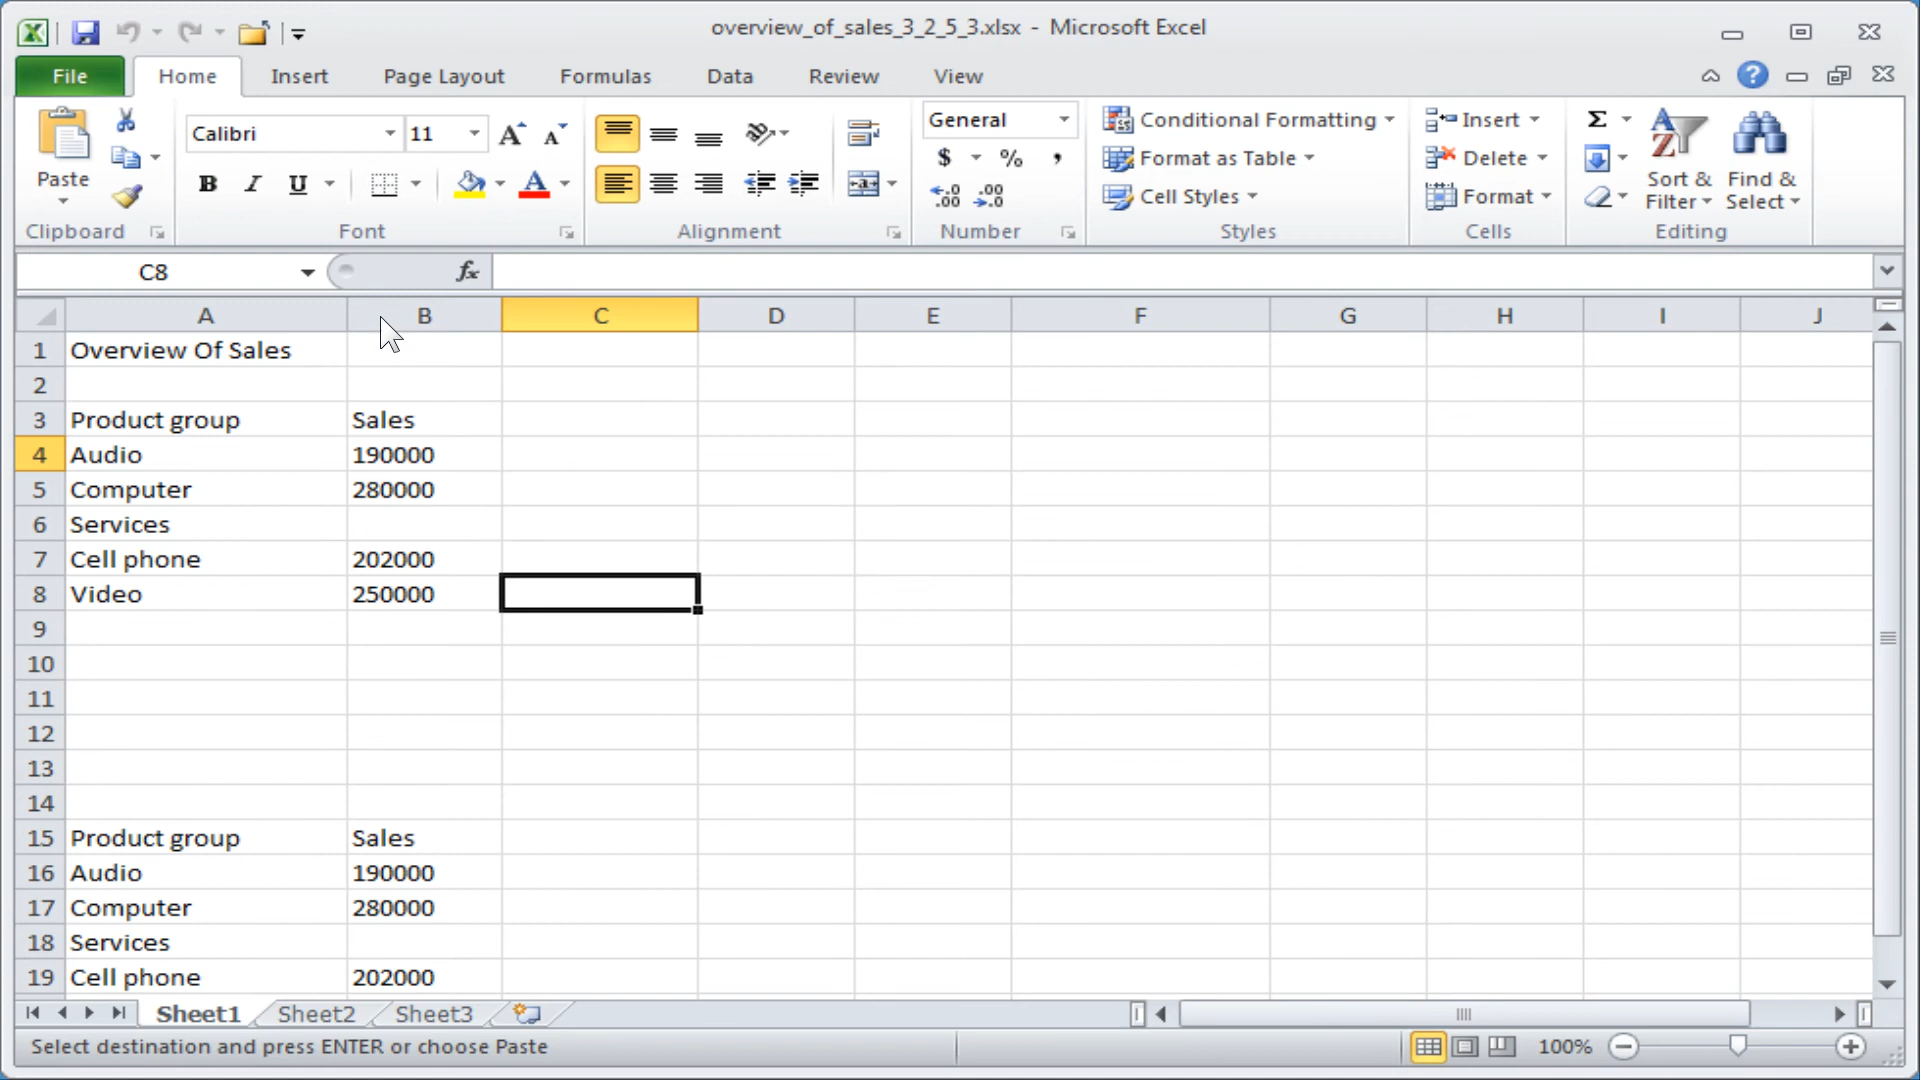 overview_of_sales_3_2_5_3.xlsx - Microsoft Excel
File Home Insert Page Layout Formulas Data Review View
Paste
Calibri 11
B I U A
General
$ % ,
Conditional Formatting
Format as Table
Cell Styles
Insert
Delete
Format
Σ
Sort & Filter
Find & Select
Clipboard Font Alignment Number Styles Cells Editing
C8 fx
A B C D E F G H I J
1 Overview Of Sales
2
3 Product group Sales
4 Audio 190000
5 Computer 280000
6 Services
7 Cell phone 202000
8 Video 250000
9
10
11
12
13
14
15 Product group Sales
16 Audio 190000
17 Computer 280000
18 Services
19 Cell phone 202000
Sheet1 Sheet2 Sheet3
Select destination and press ENTER or choose Paste 100%